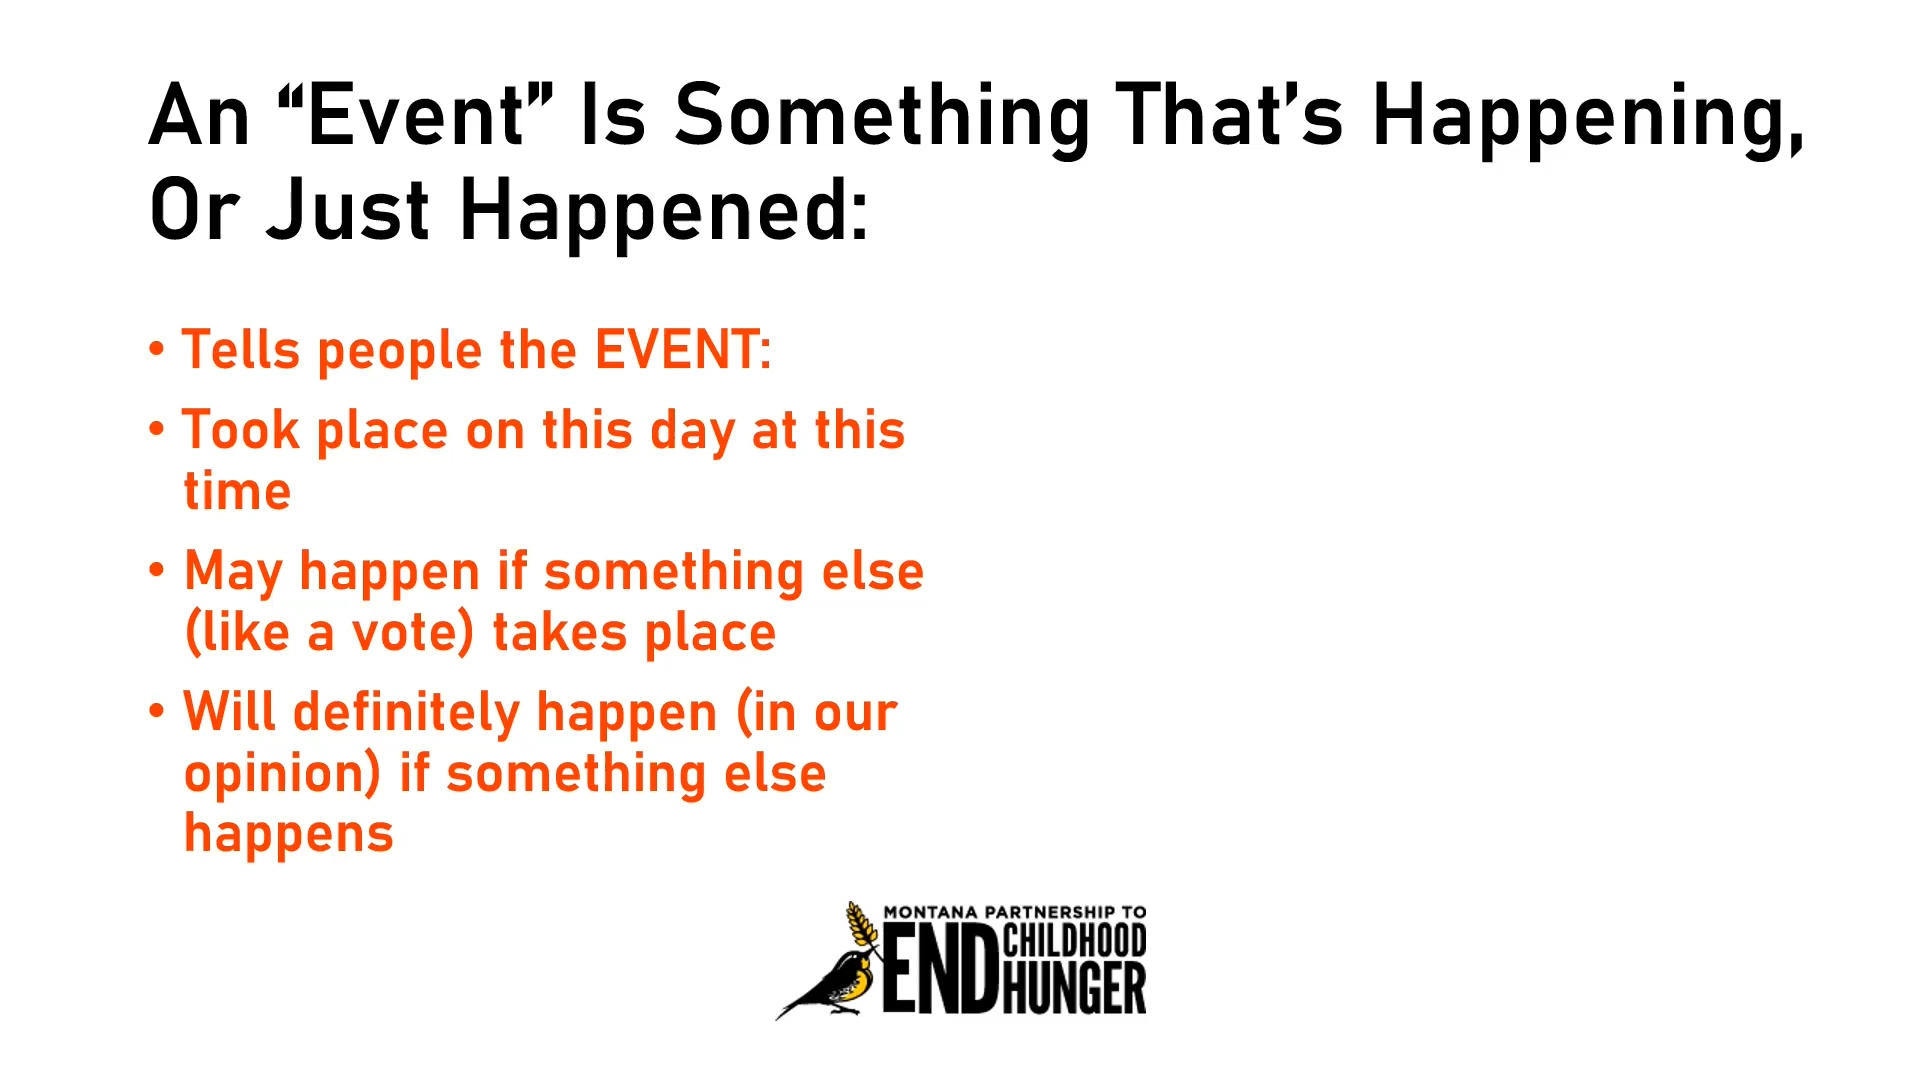 An “Event” Is Something That’s Happening,
Or Just Happened:
• Tells people the EVENT:
• Took place on this day at this
time
• May happen if something else
(like a vote) takes place
• Will definitely happen (in our
opinion) if something else
happens
MONTANA PARTNERSHIP TO
END CHILDHOOD
HUNGER